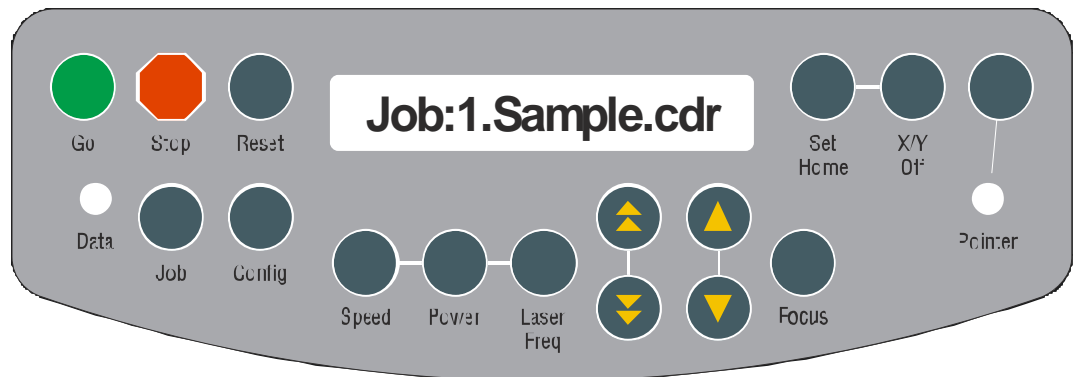 Job:1.Sample.cdr
Go
Stop
Reset
Set
Home
X/Y
Off
Data
Job
Config
Pointer
Speed
Power
Laser
Freq
Focus